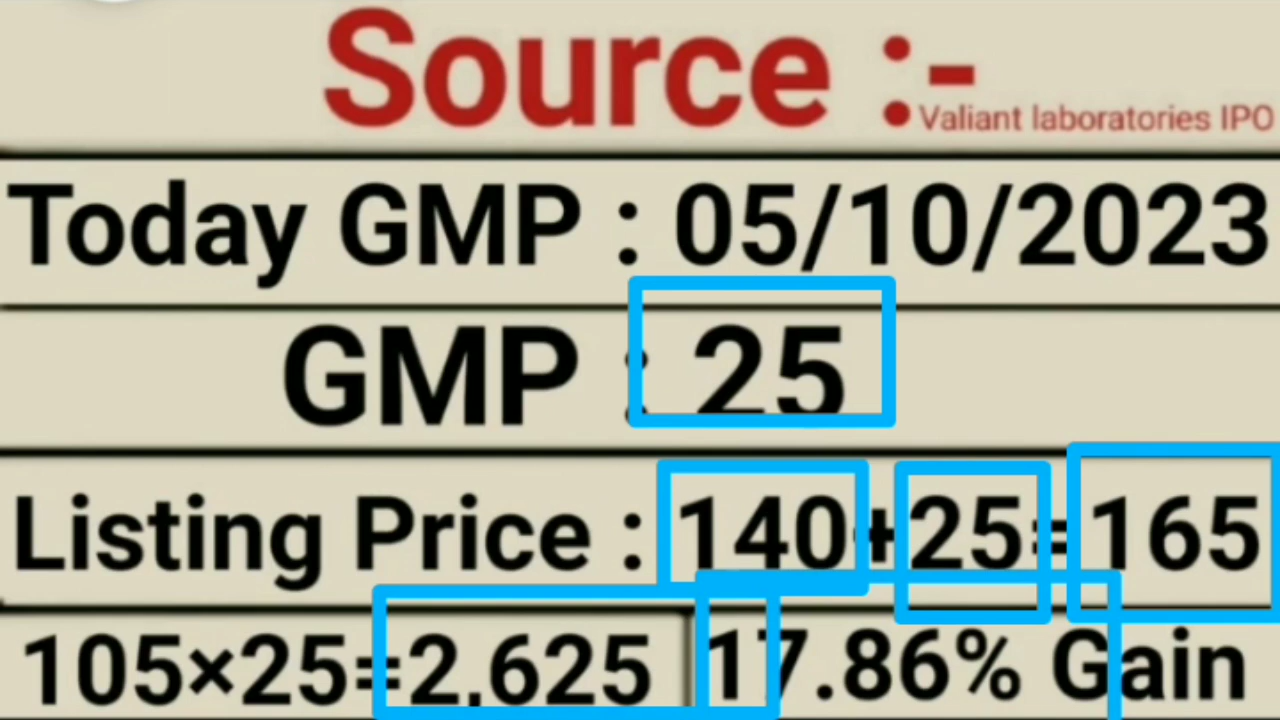 Source :-
Valiant laboratories IPO
Today GMP : 05/10/2023
GMP : 25
Listing Price : 140+25=165
105×25=2,625 17.86% Gain